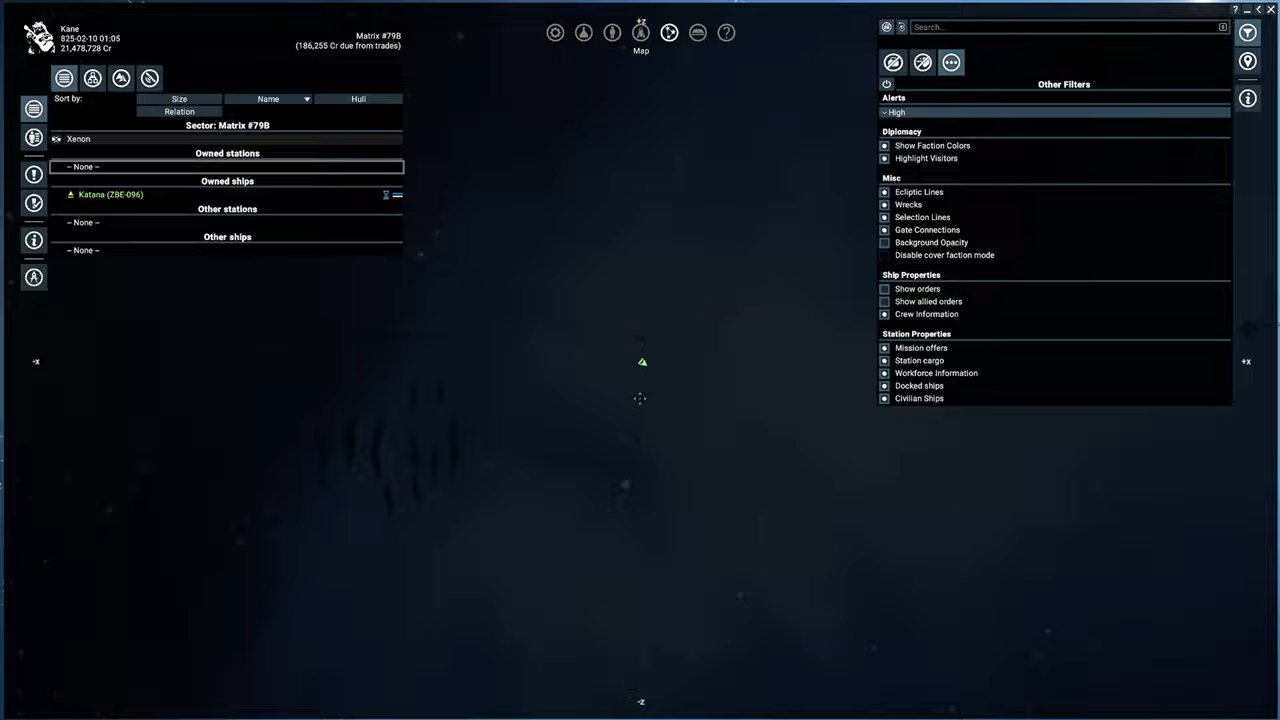 Kane
825-02-10 01:05
21,478,728 Cr
Matrix #79B
(186,255 Cr due from trades)
+Z
Map
Search...
Sort by:
Size
Name
Hull
Relation
Sector: Matrix #79B
Xenon
Owned stations
-- None --
Owned ships
Katana (ZBE-096)
Other stations
-- None --
Other ships
-- None --
Other Filters
Alerts
High
Diplomacy
Show Faction Colors
Highlight Visitors
Misc
Ecliptic Lines
Wrecks
Selection Lines
Gate Connections
Background Opacity
Disable cover faction mode
Ship Properties
Show orders
Show allied orders
Crew Information
Station Properties
Mission offers
Station cargo
Workforce Information
Docked ships
Civilian Ships
-X
+X
-Z